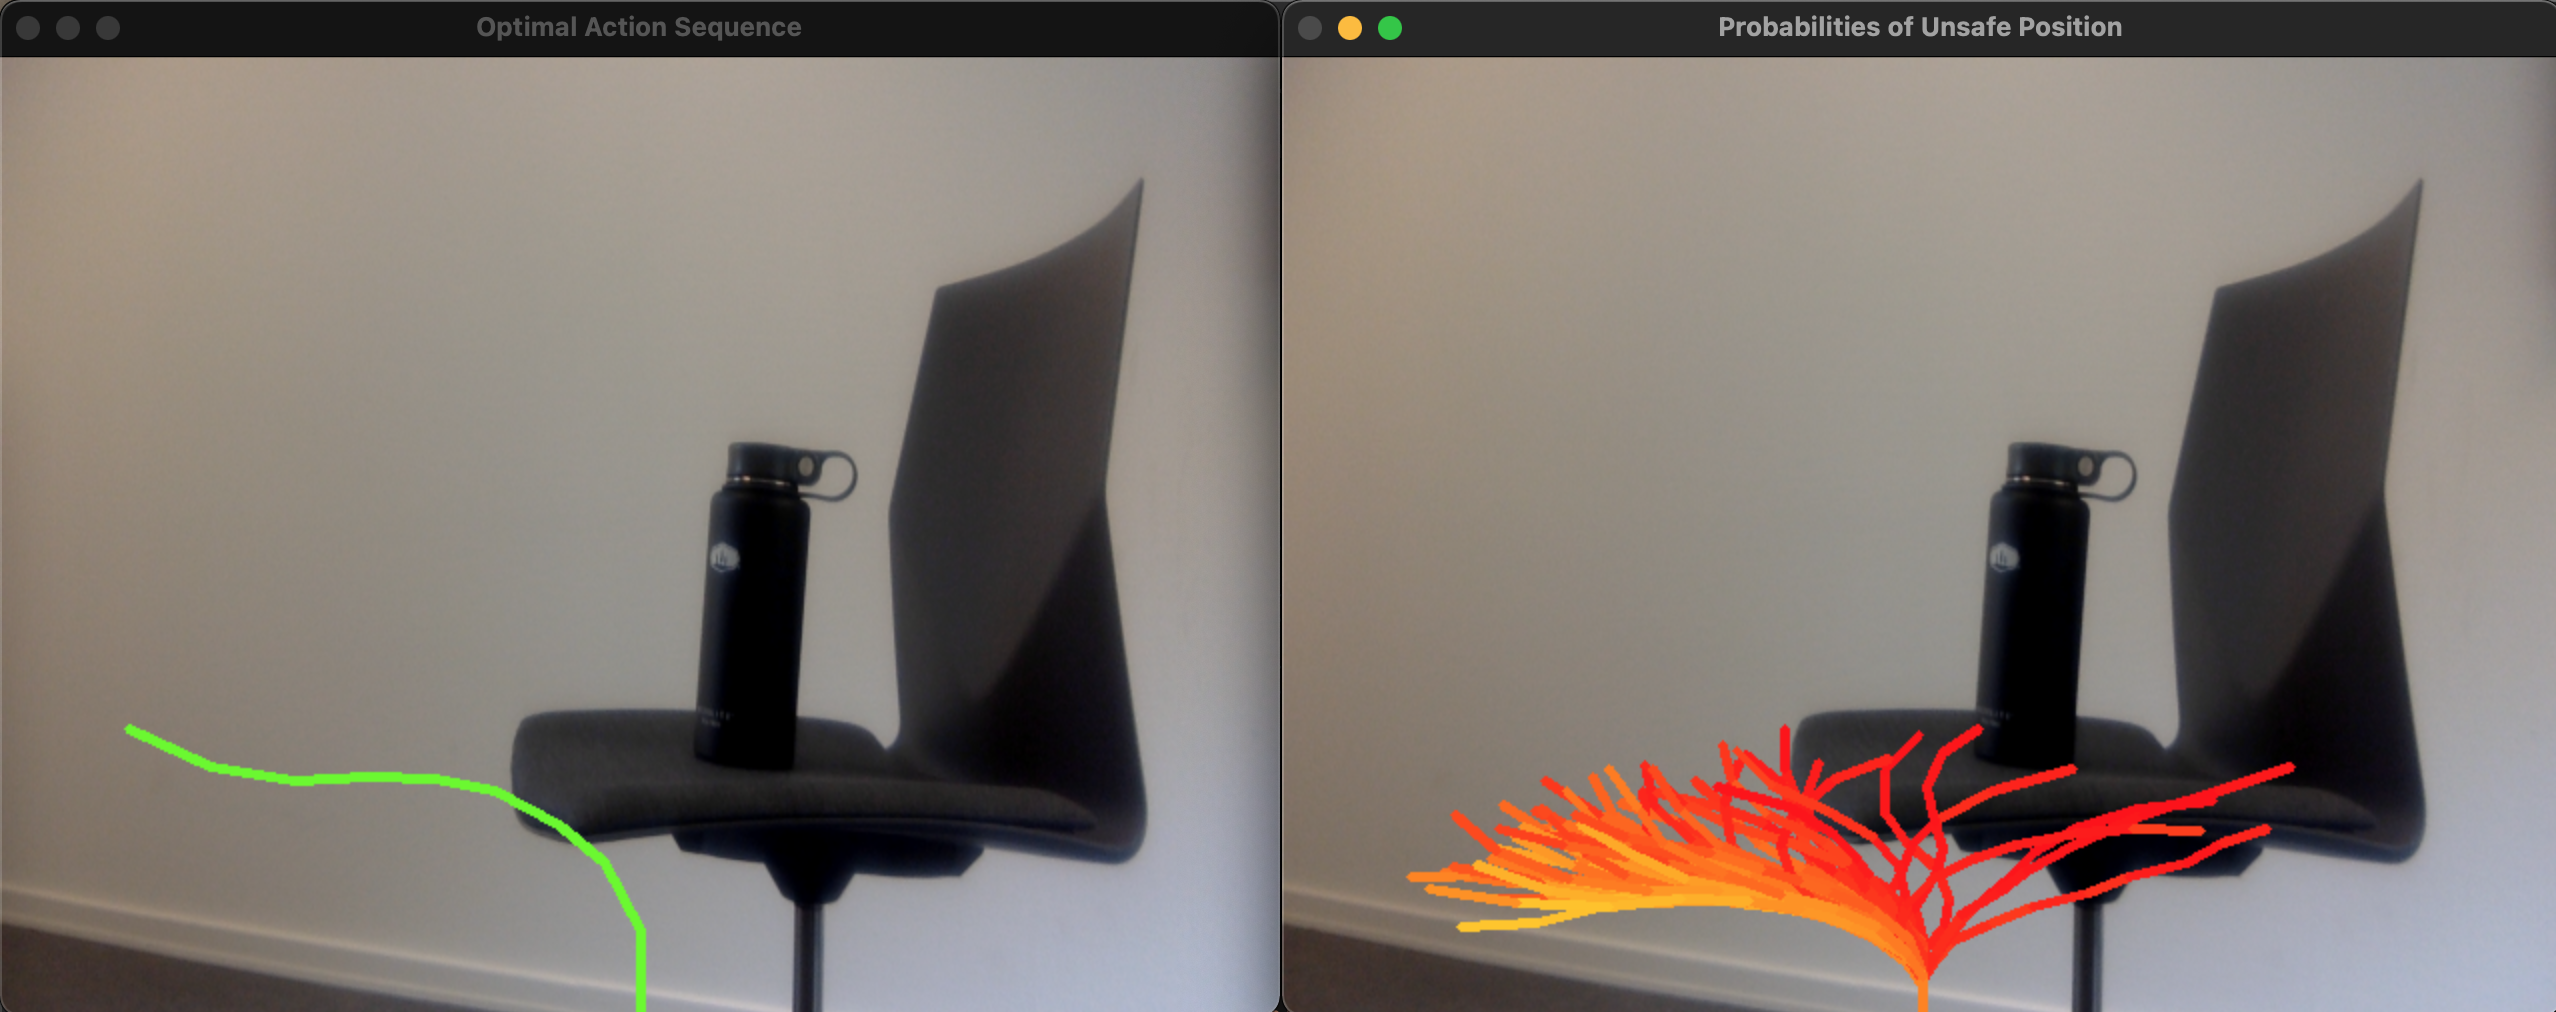 Optimal Action Sequence
Probabilities of Unsafe Position